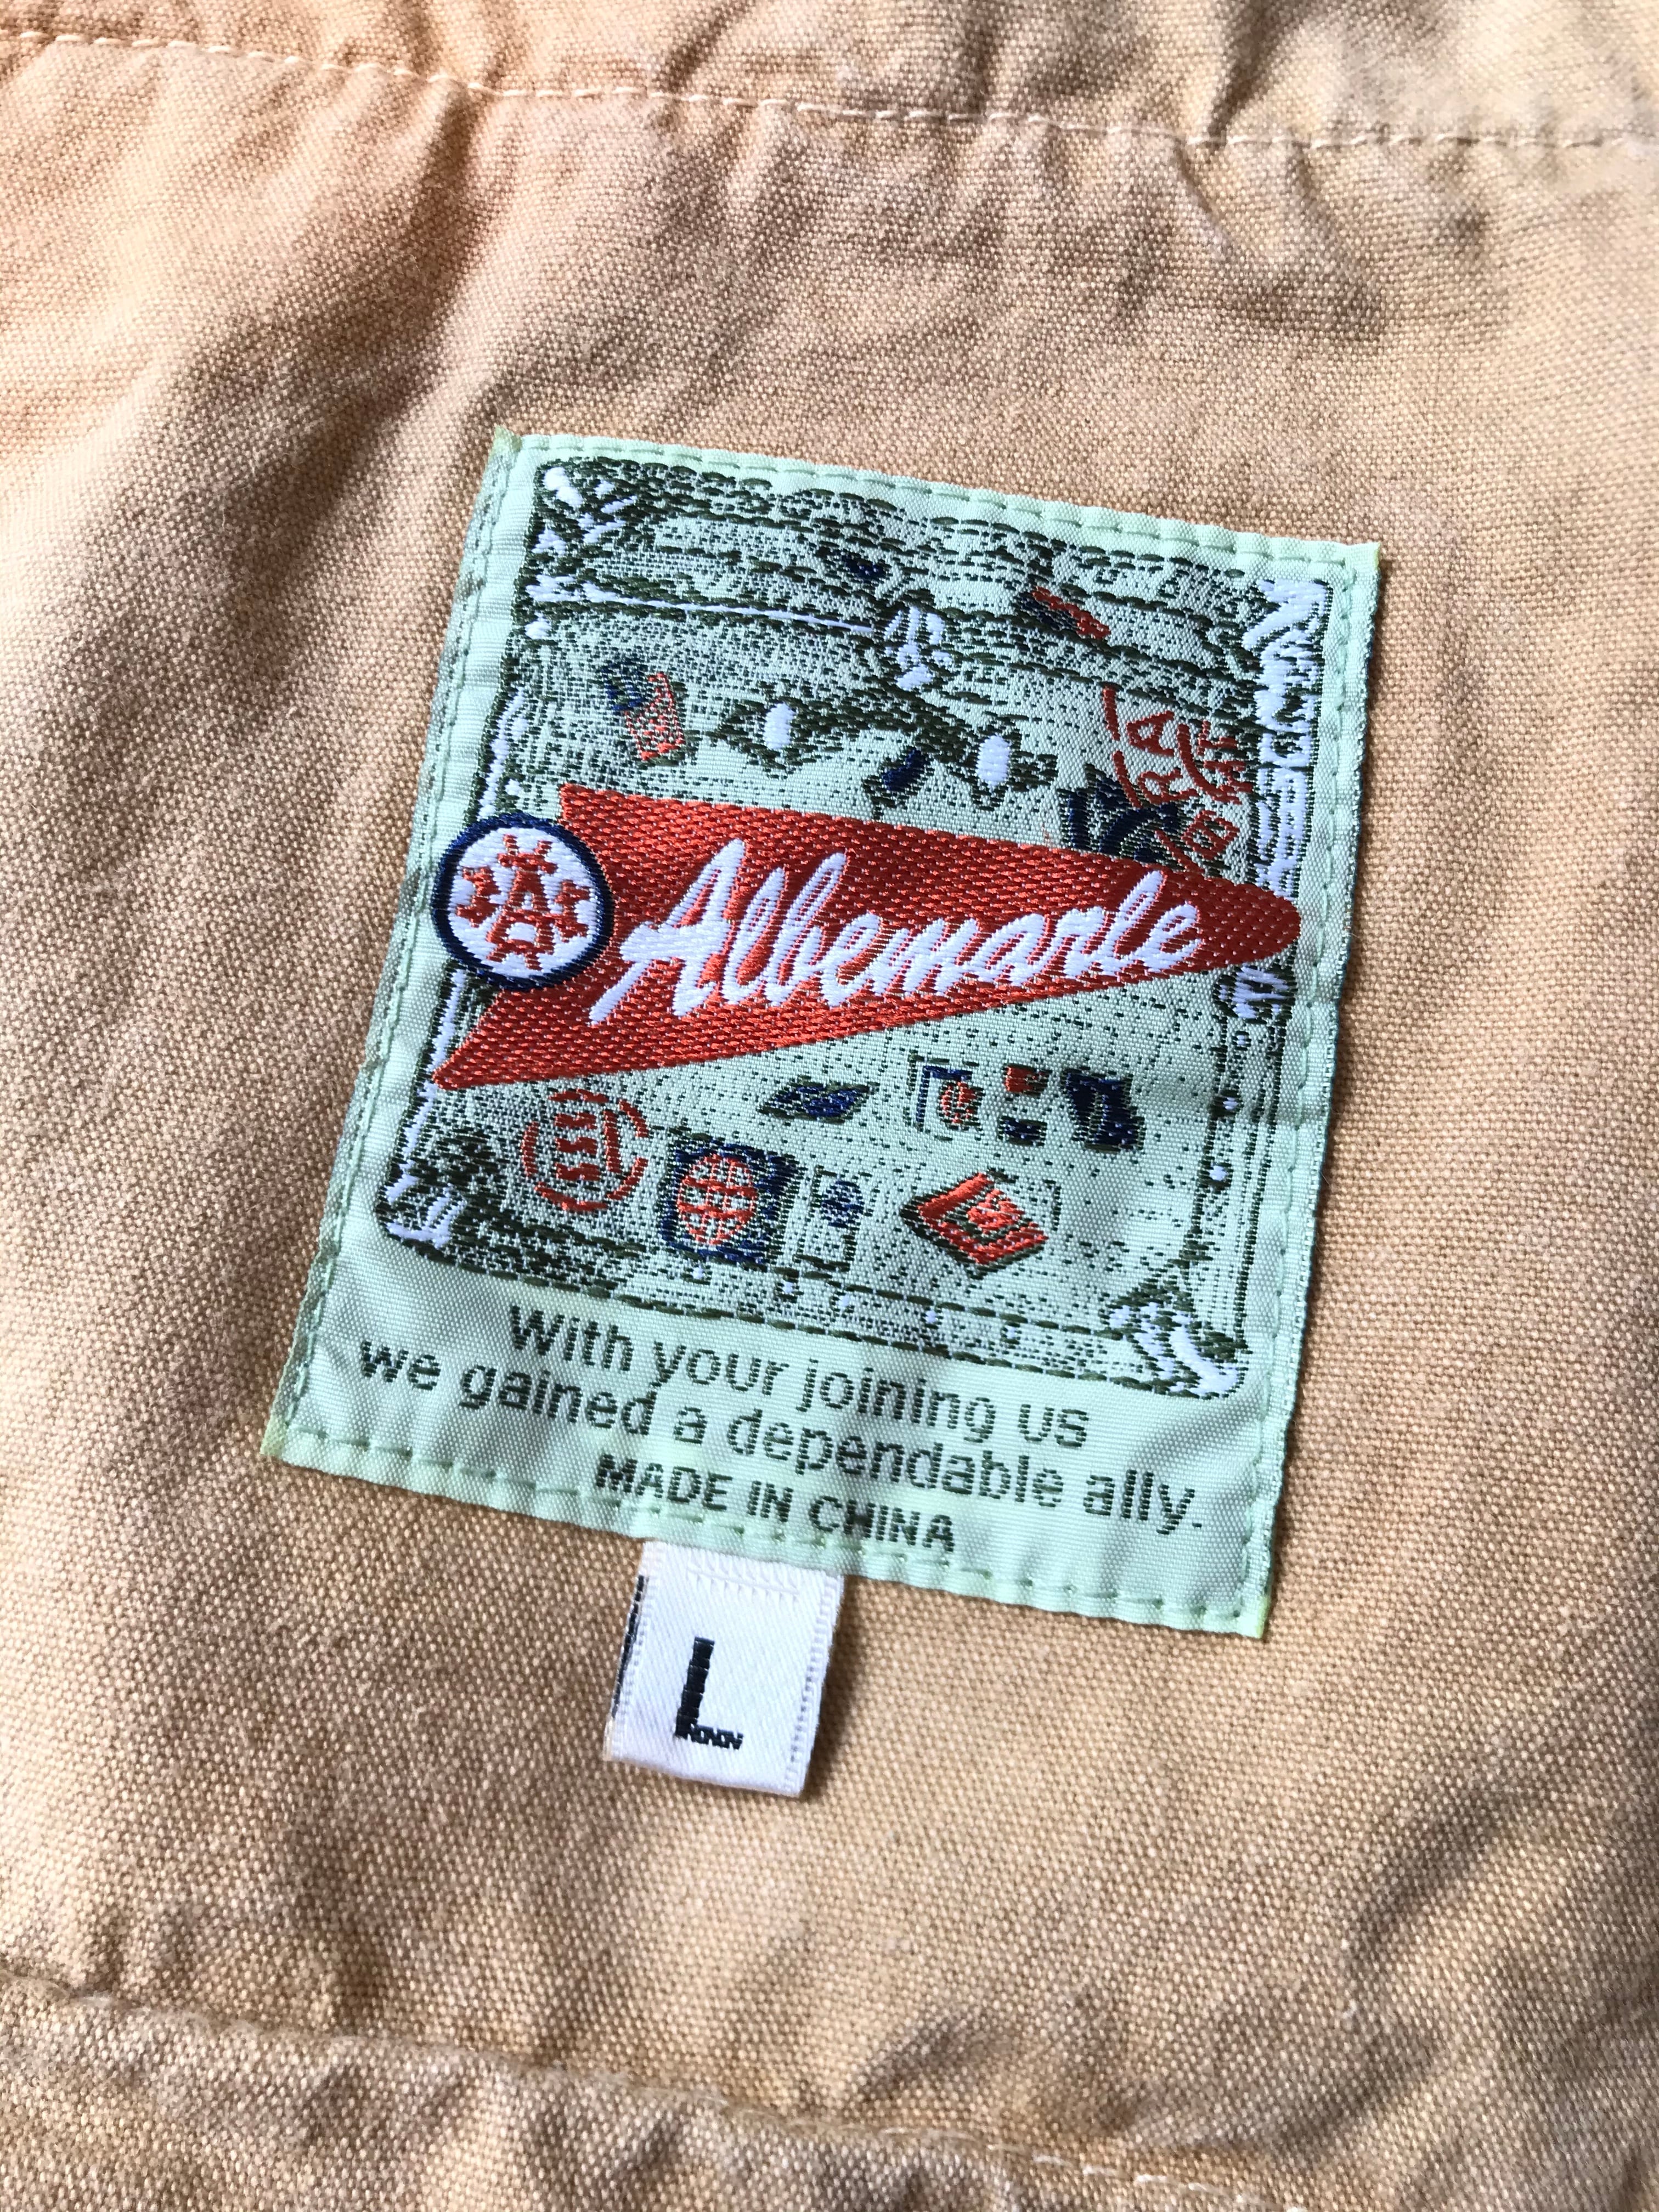 Albemarle
With your joining us
we gained a dependable ally.
MADE IN CHINA
L